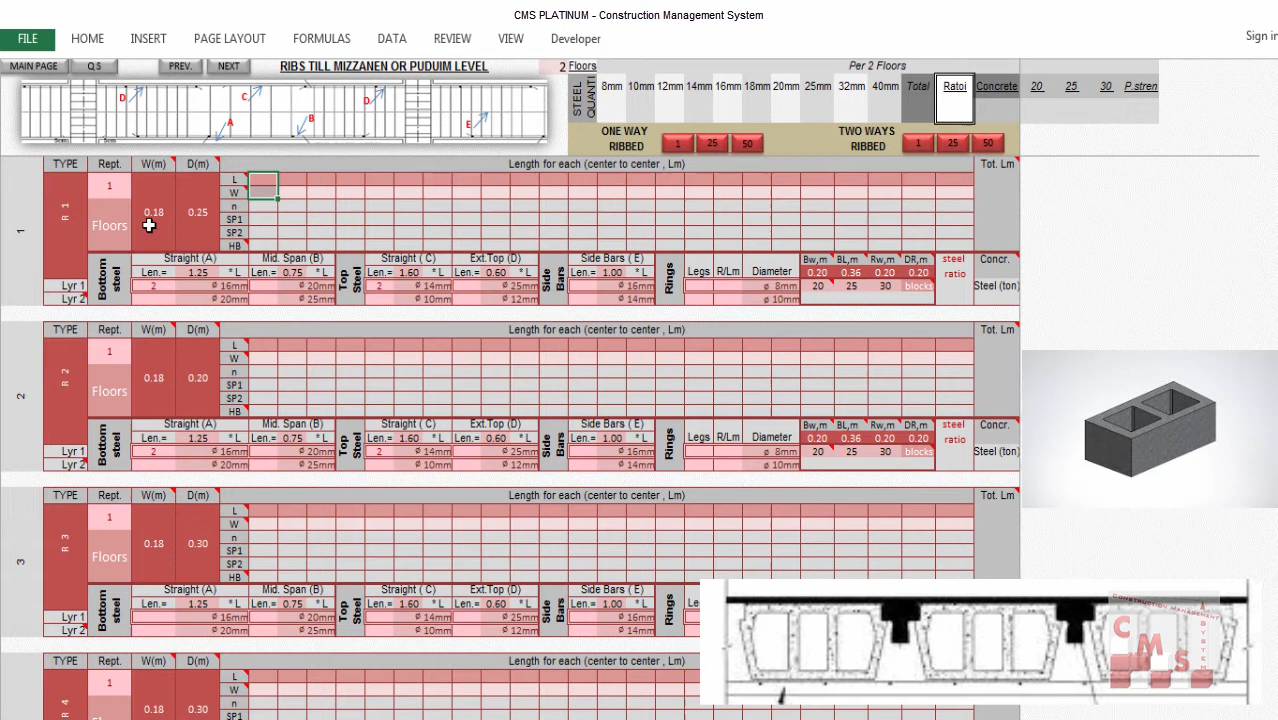 CMS PLATINUM - Construction Management System
FILE HOME INSERT PAGE LAYOUT FORMULAS DATA REVIEW VIEW Developer Sign in
MAIN PAGE Q S PREV. NEXT RIBS TILL MIZZANEN OR PUDUIM LEVEL 2 Floors
Per 2 Floors
STEEL QUANTI 8mm 10mm 12mm 14mm 16mm 18mm 20mm 25mm 32mm 40mm Total Ratoi Concrete 20 25 30 P.stren
D C D A B E
ONE WAY RIBBED 1 25 50 TWO WAYS RIBBED 1 25 50
1
TYPE Rept. W(m) D(m) Length for each (center to center , Lm) Tot. Lm
R 1 1 Floors 0.18 0.25
L
W
n
SP1
SP2
HB
Bottom steel Straight (A) Mid. Span (B) Top Steel Straight ( C) Ext.Top (D) Side Bars Side Bars ( E ) Rings Bw,m BL,m Rw,m DR,m steel Concr.
Len.= 1.25 * L Len.= 0.75 * L Len.= 1.60 * L Len.= 0.60 * L Len.= 1.00 * L Legs R/Lm Diameter 0.20 0.36 0.20 0.20 ratio
Lyr 1 2 ø 16mm ø 20mm 2 ø 14mm ø 25mm ø 16mm ø 8mm 20 25 30 blocks Steel (ton)
Lyr 2 ø 20mm ø 25mm ø 10mm ø 12mm ø 14mm ø 10mm
2
TYPE Rept. W(m) D(m) Length for each (center to center , Lm) Tot. Lm
R 2 1 Floors 0.18 0.20
L
W
n
SP1
SP2
HB
Bottom steel Straight (A) Mid. Span (B) Top Steel Straight ( C) Ext.Top (D) Side Bars Side Bars ( E ) Rings Bw,m BL,m Rw,m DR,m steel Concr.
Len.= 1.25 * L Len.= 0.75 * L Len.= 1.60 * L Len.= 0.60 * L Len.= 1.00 * L Legs R/Lm Diameter 0.20 0.36 0.20 0.20 ratio
Lyr 1 2 ø 16mm ø 20mm 2 ø 14mm ø 25mm ø 16mm ø 8mm 20 25 30 blocks Steel (ton)
Lyr 2 ø 20mm ø 25mm ø 10mm ø 12mm ø 14mm ø 10mm
3
TYPE Rept. W(m) D(m) Length for each (center to center , Lm) Tot. Lm
R 3 1 Floors 0.18 0.30
L
W
n
SP1
SP2
HB
Bottom steel Straight (A) Mid. Span (B) Top Steel Straight ( C) Ext.Top (D) Side Bars Side Bars ( E ) Rings
Len.= 1.25 * L Len.= 0.75 * L Len.= 1.60 * L Len.= 0.60 * L Len.= 1.00 * L Le
Lyr 1 ø 16mm ø 20mm ø 14mm ø 25mm ø 16mm
Lyr 2 ø 20mm ø 25mm ø 10mm ø 12mm ø 14mm
TYPE Rept. W(m) D(m) Length for each (center to center , Lm)
R 4 1 0.18 0.30
L
W
n
SP1
CONSTRUCTION MANAGEMENT SYSTEM
CMS